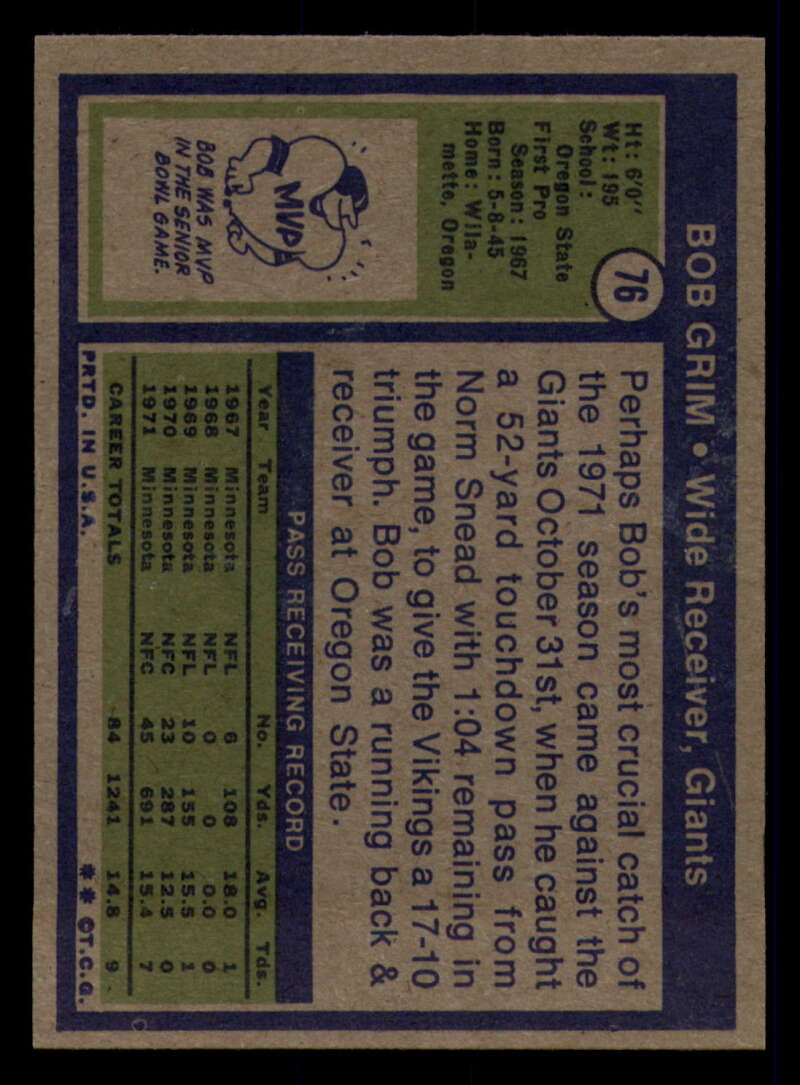 BOB GRIM • Wide Receiver, Giants
76
Ht: 6'0"
Wt: 195
School:
Oregon State
First Pro
Season: 1967
Born: 5-8-45
Home: Wila-
mette, Oregon
MVP
BOB WAS MVP
IN THE SENIOR
BOWL GAME.
Perhaps Bob's most crucial catch of
the 1971 season came against the
Giants October 31st, when he caught
a 52-yard touchdown pass from
Norm Snead with 1:04 remaining in
the game, to give the Vikings a 17-10
triumph. Bob was a running back &
receiver at Oregon State.
PASS RECEIVING RECORD
Year Team No. Yds. Avg. Tds.
1967 Minnesota NFL 6 108 18.0 1
1968 Minnesota NFL 0 0 0.0 0
1969 Minnesota NFL 10 155 15.5 1
1970 Minnesota NFC 23 287 12.5 0
1971 Minnesota NFC 45 691 15.4 7
CAREER TOTALS 84 1241 14.8 9
PRTD. IN U.S.A. ** ©T.C.G.